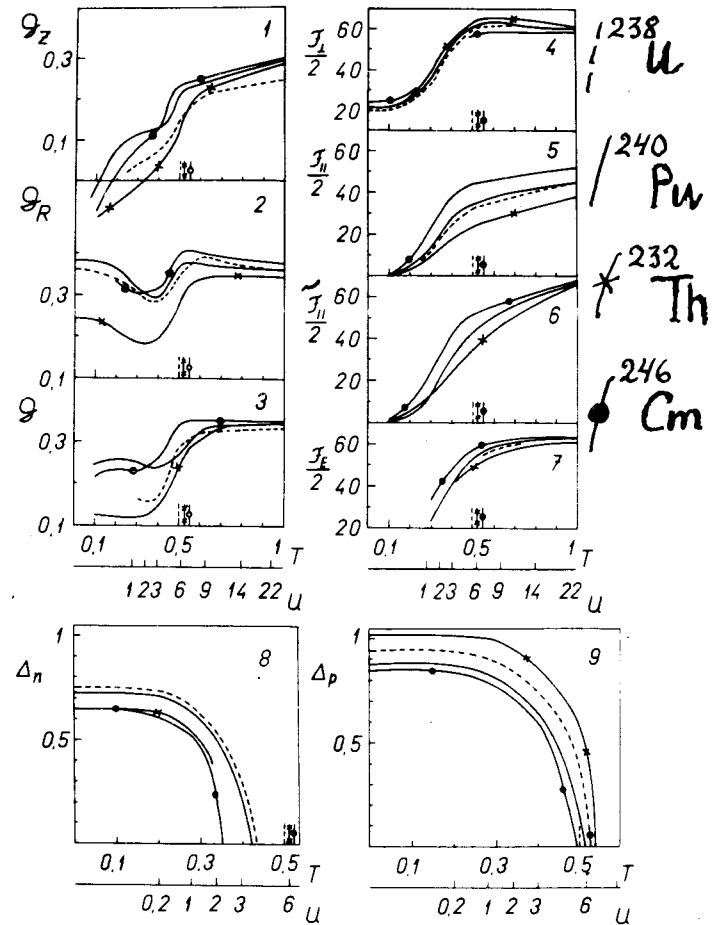 g_Z
0,3
0,1
1
g_R
0,3
0,1
2
g
0,3
0,1
3
0,1 0,5 1 T
1 2 3 6 9 14 22 U
ℱ⊥/2
60
40
20
4
ℱ∥/2
60
40
20
5
ℱ̃∥/2
60
40
20
6
ℱ_E/2
60
40
20
7
0,1 0,5 1 T
1 2 3 6 9 14 22 U
238 U
240 Pu
232 Th
246 Cm
Δn
1
0,5
8
0,1 0,3 0,5 T
0,2 1 2 3 6 U
Δp
1
0,5
9
0,1 0,3 0,5 T
0,2 1 2 3 6 U